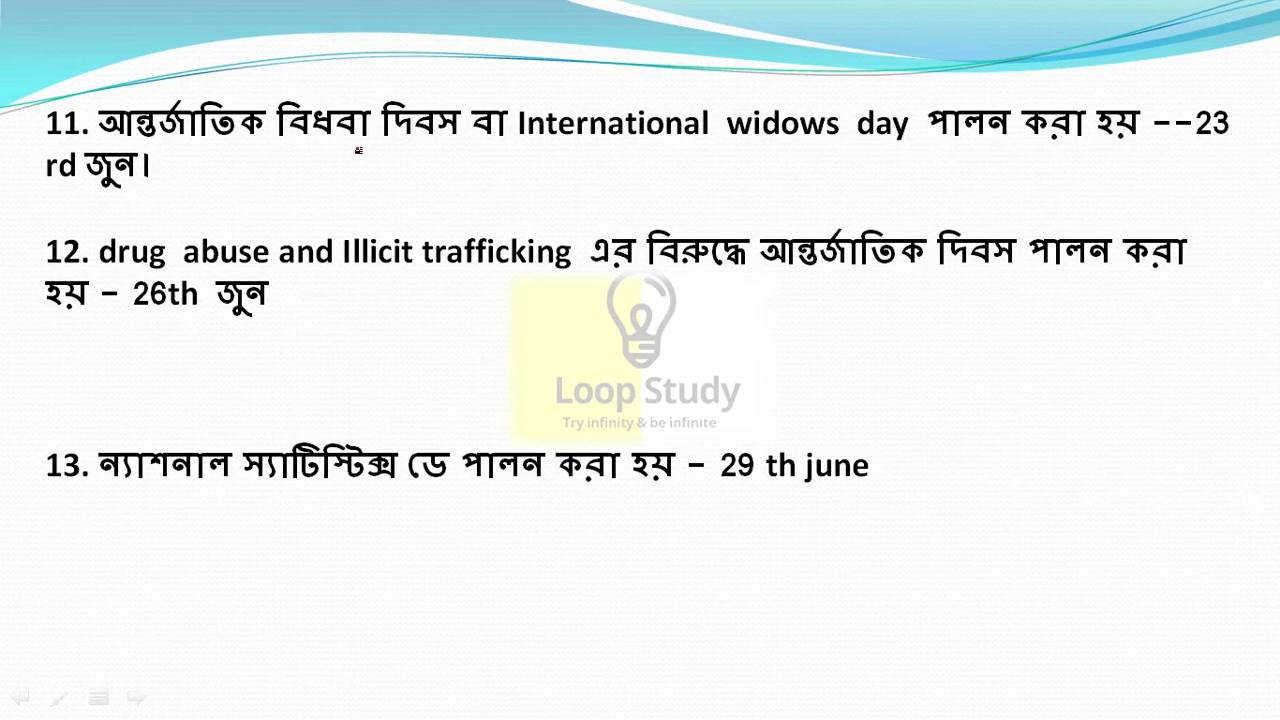 11. আন্তর্জাতিক বিধবা দিবস বা International widows day পালন করা হয় --23
rd জুন।
12. drug abuse and Illicit trafficking এর বিরুদ্ধে আন্তর্জাতিক দিবস পালন করা
হয় - 26th জুন
Loop Study
Try infinity & be infinite
13. ন্যাশনাল স্যাটিস্টিক্স ডে পালন করা হয় - 29 th june